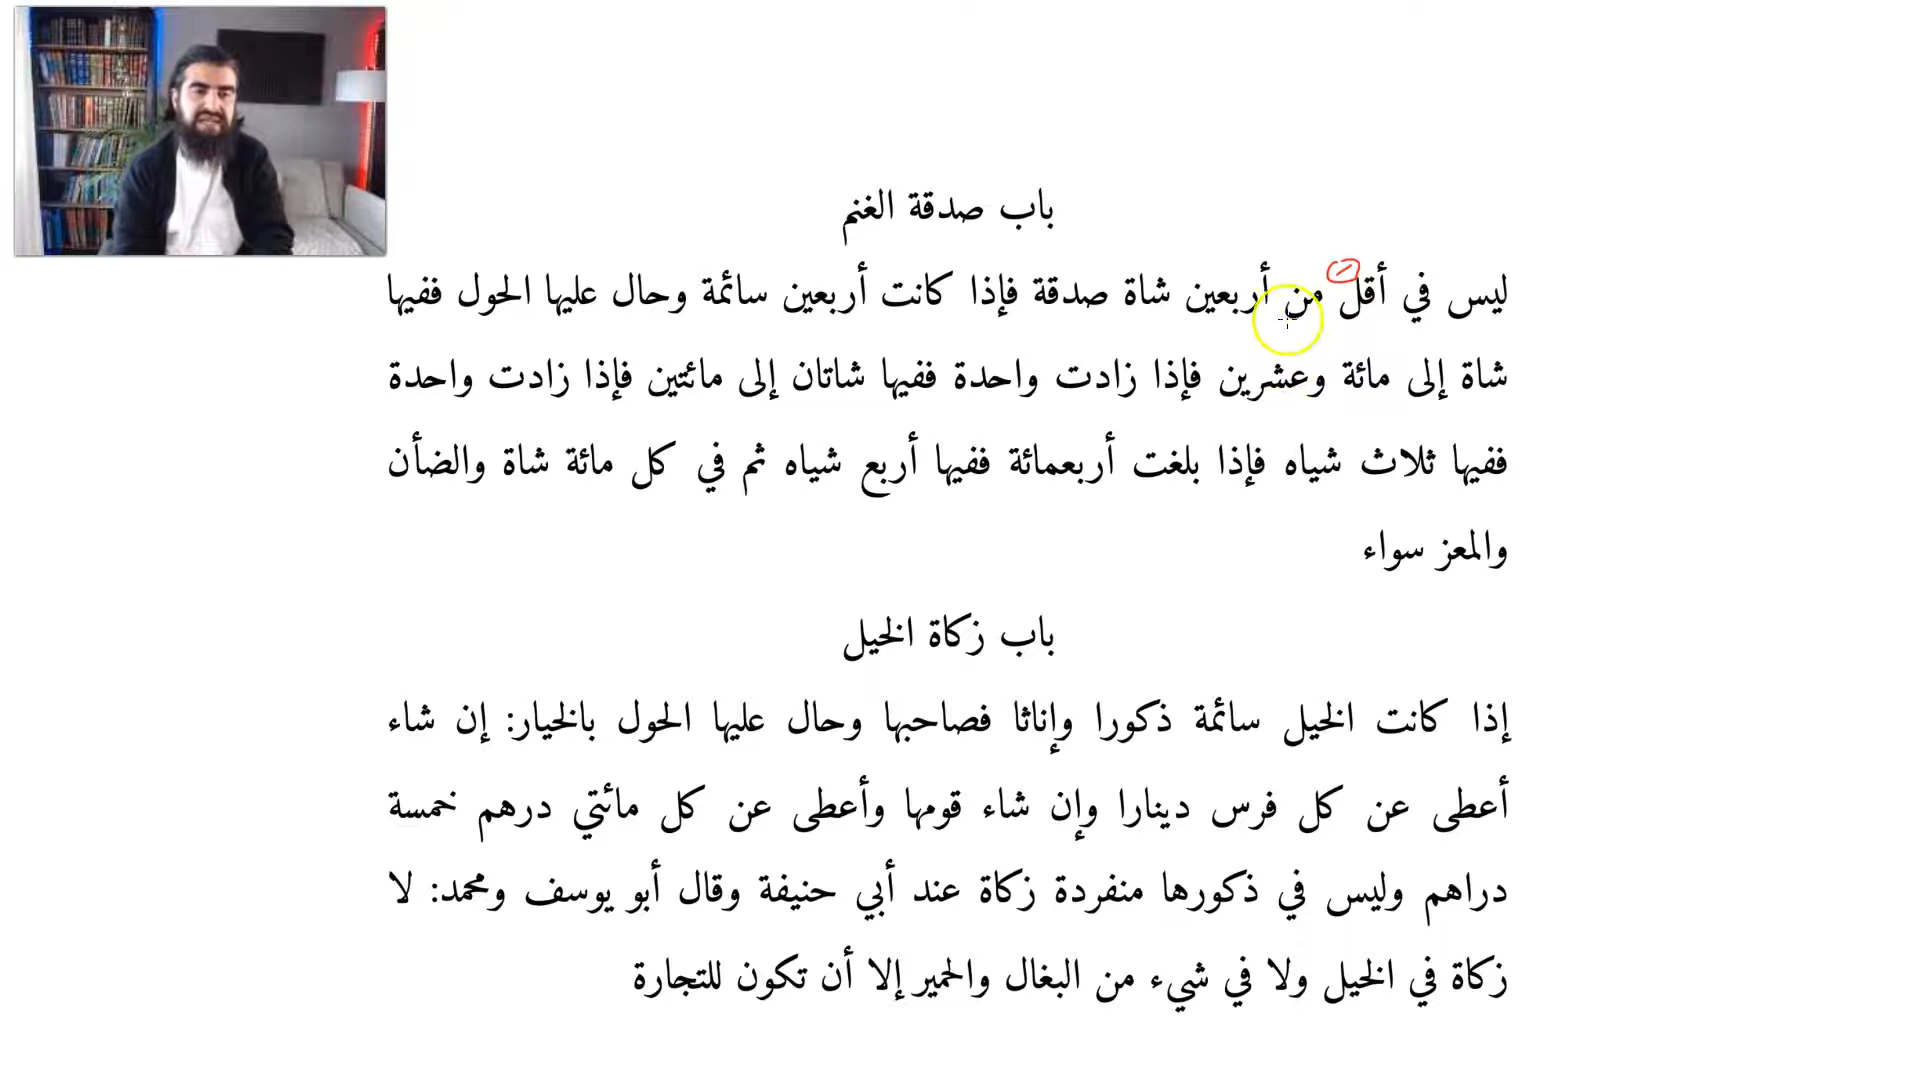 باب صدقة الغنم
ليس في أقل من أربعين شاة صدقة فإذا كانت أربعين سائمة وحال عليها الحول ففيها
شاة إلى مائة وعشرين فإذا زادت واحدة ففيها شاتان إلى مائتين فإذا زادت واحدة
ففيها ثلاث شياه فإذا بلغت أربعمائة ففيها أربع شياه ثم في كل مائة شاة والضأن
والمعز سواء
باب زكاة الخيل
إذا كانت الخيل سائمة ذكورا وإناثا فصاحبها وحال عليها الحول بالخيار: إن شاء
أعطى عن كل فرس دينارا وإن شاء قومها وأعطى عن كل مائتي درهم خمسة
دراهم وليس في ذكورها منفردة زكاة عند أبي حنيفة وقال أبو يوسف ومحمد: لا
زكاة في الخيل ولا في شيء من البغال والحمير إلا أن تكون للتجارة